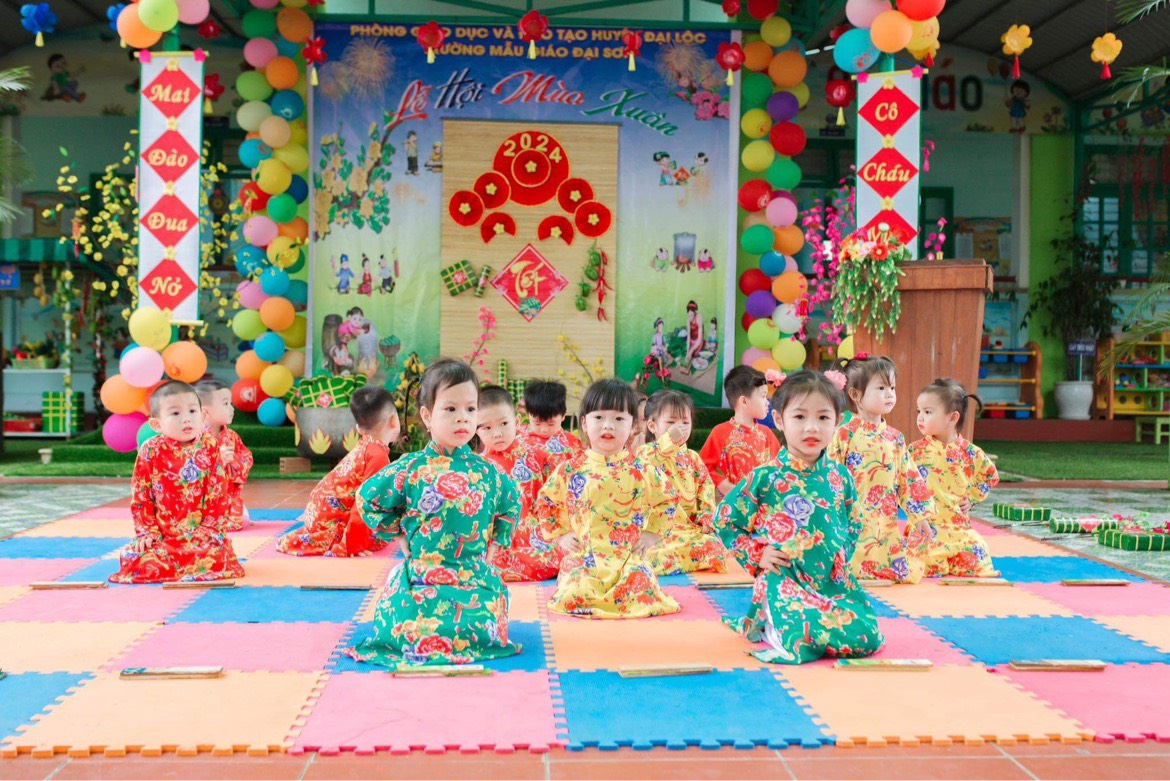 PHÒNG GIÁO DỤC VÀ ĐÀO TẠO HUYỆN ĐẠI LỘC
TRƯỜNG MẪU GIÁO ĐẠI SƠN
Lễ Hội Mùa Xuân
2024
Tết
Mai
Đào
Đua
Nở
Cô
Cháu